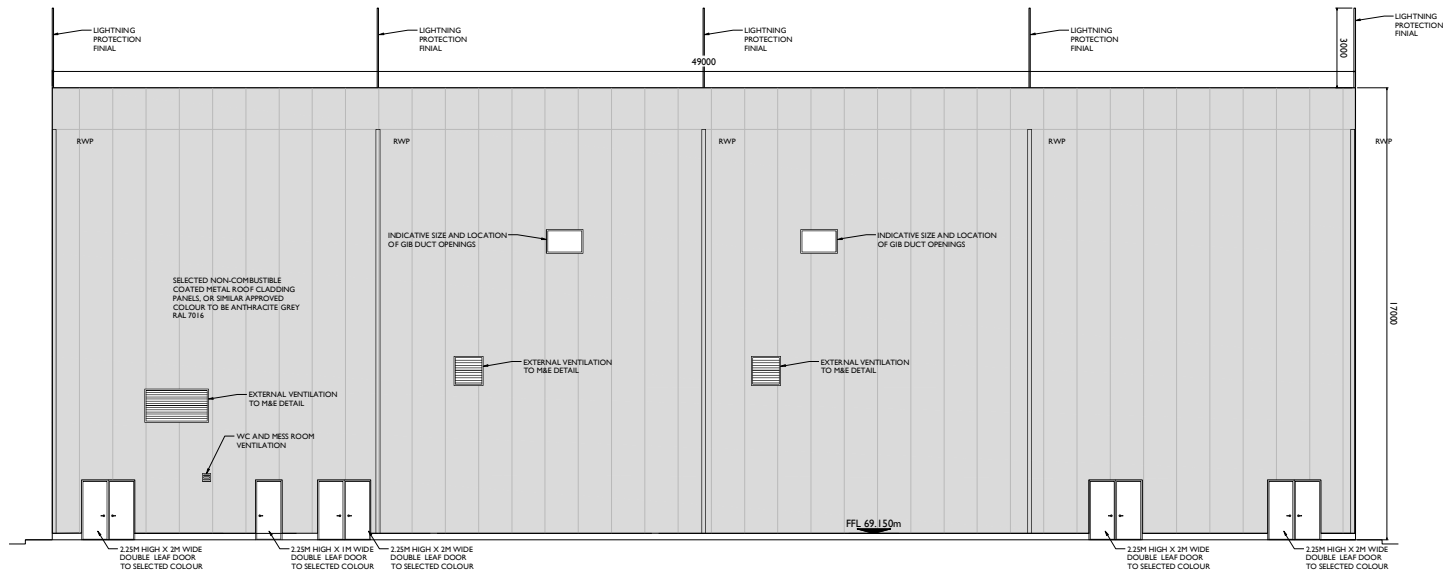 LIGHTNING
PROTECTION
FINIAL
LIGHTNING
PROTECTION
FINIAL
LIGHTNING
PROTECTION
FINIAL
LIGHTNING
PROTECTION
FINIAL
LIGHTNING
PROTECTION
FINIAL
3000
49000
RWP
RWP
RWP
RWP
RWP
INDICATIVE SIZE AND LOCATION
OF GIB DUCT OPENINGS
INDICATIVE SIZE AND LOCATION
OF GIB DUCT OPENINGS
SELECTED NON-COMBUSTIBLE
COATED METAL ROOF CLADDING
PANELS, OR SIMILAR APPROVED
COLOUR TO BE ANTHRACITE GREY
RAL 7016
17000
EXTERNAL VENTILATION
TO M&E DETAIL
EXTERNAL VENTILATION
TO M&E DETAIL
EXTERNAL VENTILATION
TO M&E DETAIL
WC AND MESS ROOM
VENTILATION
FFL 69.150m
2.25M HIGH X 2M WIDE
DOUBLE LEAF DOOR
TO SELECTED COLOUR
2.25M HIGH X 1M WIDE
DOUBLE LEAF DOOR
TO SELECTED COLOUR
2.25M HIGH X 2M WIDE
DOUBLE LEAF DOOR
TO SELECTED COLOUR
2.25M HIGH X 2M WIDE
DOUBLE LEAF DOOR
TO SELECTED COLOUR
2.25M HIGH X 2M WIDE
DOUBLE LEAF DOOR
TO SELECTED COLOUR